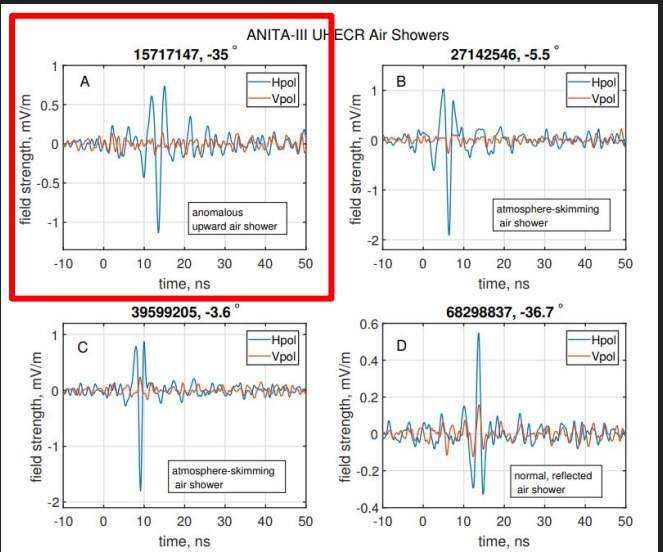 ANITA-III UHECR Air Showers
15717147, -35 °
A
Hpol
Vpol
1
0.5
0
-0.5
-1
field strength, mV/m
anomalous
upward air shower
-10 0 10 20 30 40 50
time, ns
27142546, -5.5 °
B
Hpol
Vpol
1
0
-1
-2
field strength, mV/m
atmosphere-skimming
air shower
-10 0 10 20 30 40 50
time, ns
39599205, -3.6 °
C
Hpol
Vpol
1
0
-1
-2
field strength, mV/m
atmosphere-skimming
air shower
-10 0 10 20 30 40 50
time, ns
68298837, -36.7 °
D
Hpol
Vpol
0.6
0.4
0.2
0
-0.2
-0.4
field strength, mV/m
normal, reflected
air shower
-10 0 10 20 30 40 50
time, ns